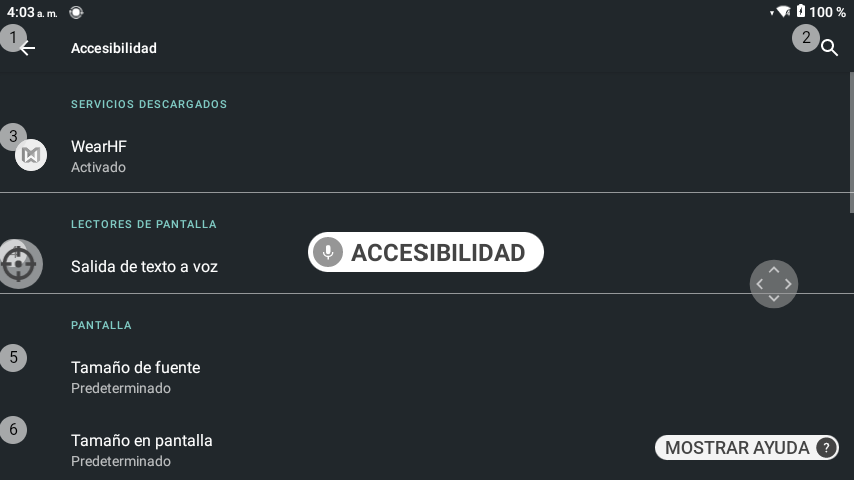 4:03 a. m.
100 %
1
2
Accesibilidad
SERVICIOS DESCARGADOS
3
WearHF
Activado
LECTORES DE PANTALLA
ACCESIBILIDAD
Salida de texto a voz
PANTALLA
5
Tamaño de fuente
Predeterminado
6
Tamaño en pantalla
MOSTRAR AYUDA ?
Predeterminado